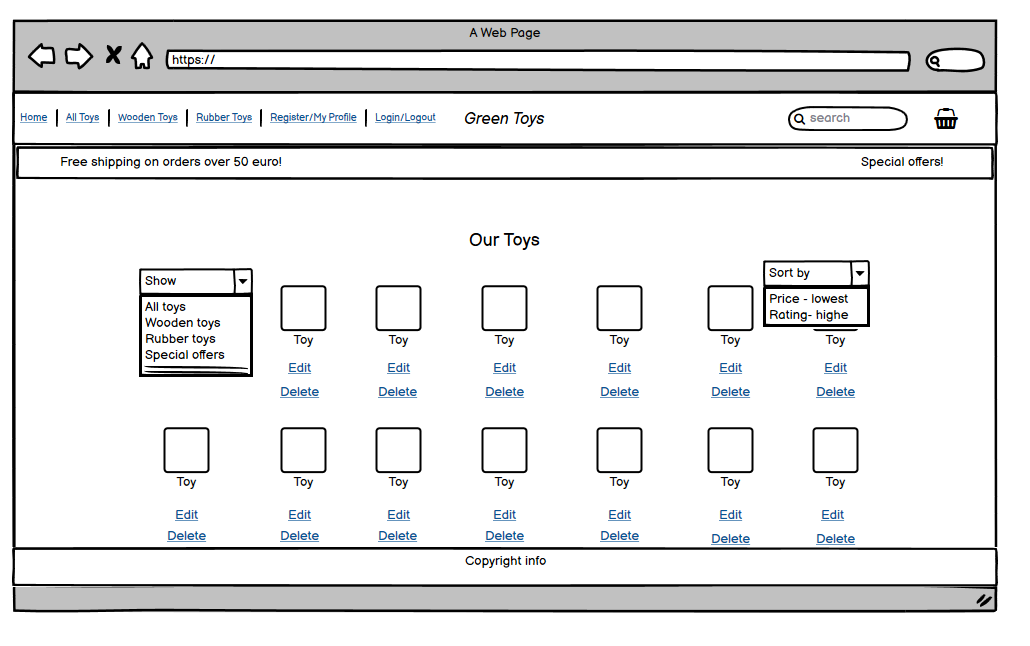 A Web Page
https://
Home All Toys Wooden Toys Rubber Toys Register/My Profile Login/Logout Green Toys search
Free shipping on orders over 50 euro! Special offers!
Our Toys
Show
All toys
Wooden toys
Rubber toys
Special offers
Sort by
Price - lowest
Rating- highe
Toy Toy Toy Toy Toy Toy
Edit Edit Edit Edit Edit Edit
Delete Delete Delete Delete Delete Delete
Toy Toy Toy Toy Toy Toy Toy
Edit Edit Edit Edit Edit Edit Edit
Delete Delete Delete Delete Delete Delete Delete
Copyright info